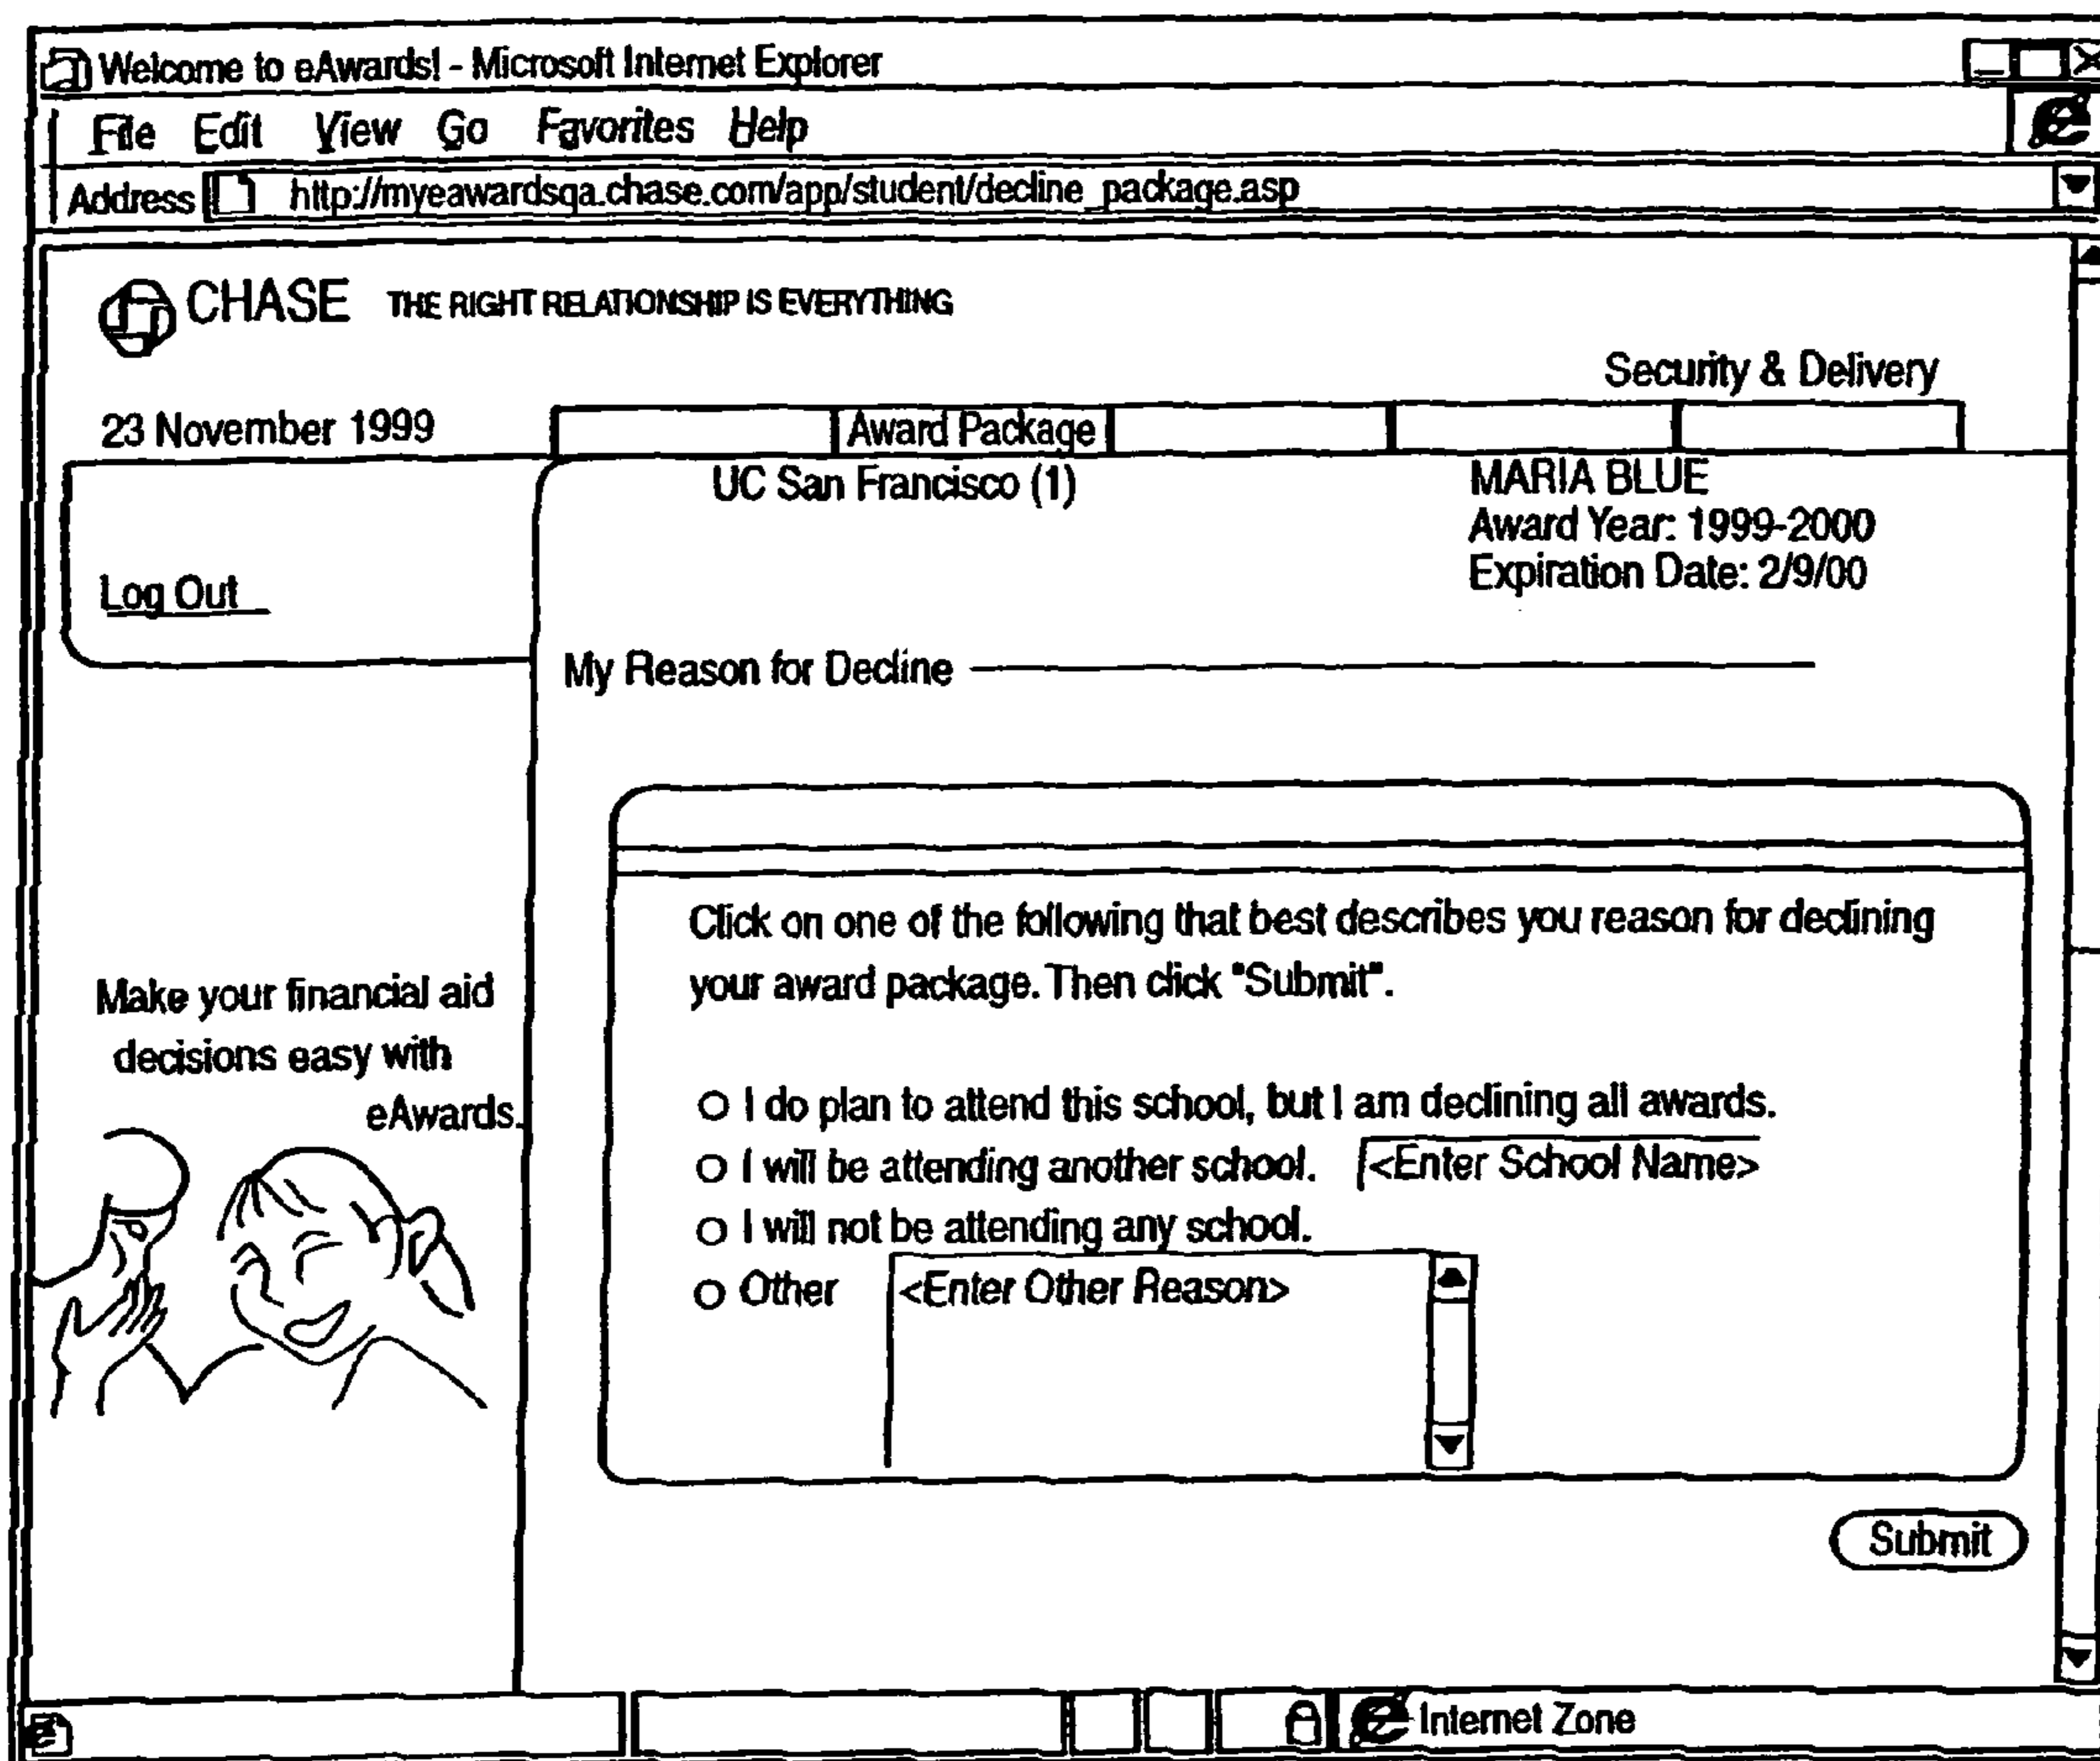 Welcome to eAwards! - Microsoft Internet Explorer
File Edit View Go Favorites Help
Address http://myeawardsqa.chase.com/app/student/decline_package.asp
CHASE THE RIGHT RELATIONSHIP IS EVERYTHING
Security & Delivery
23 November 1999
Award Package
UC San Francisco (1)
MARIA BLUE
Award Year: 1999-2000
Expiration Date: 2/9/00
Log Out
My Reason for Decline
Click on one of the following that best describes you reason for declining
your award package. Then click "Submit".
Make your financial aid
decisions easy with
eAwards.
I do plan to attend this school, but I am declining all awards.
I will be attending another school. <Enter School Name>
I will not be attending any school.
Other <Enter Other Reason>
Submit
Internet Zone